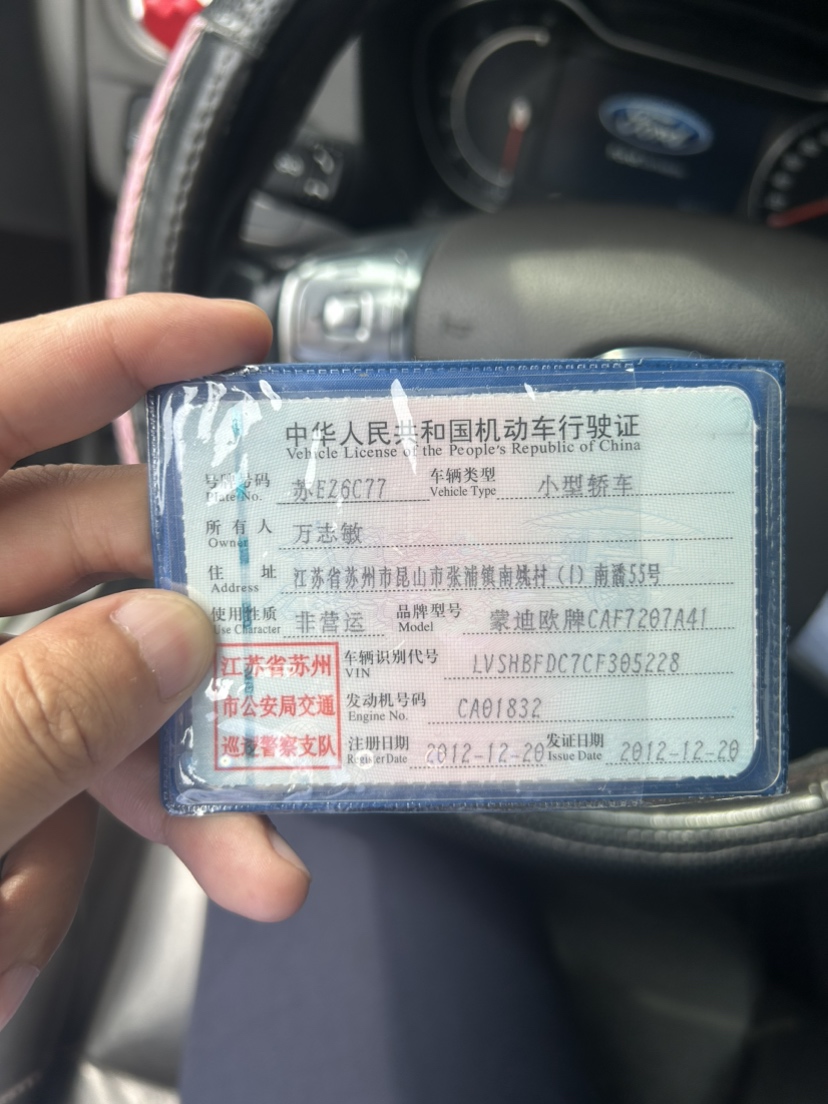 Ford
中华人民共和国机动车行驶证
Vehicle License of the People's Republic of China
号牌号码 Plate No. 苏EZ6C77 车辆类型 Vehicle Type 小型轿车
所有人 Owner 万志敏
住址 Address 江苏省苏州市昆山市张浦镇南姚村(1)南潘55号
使用性质 Use Character 非营运 品牌型号 Model 蒙迪欧牌CAF7207A41
江苏省苏州 车辆识别代号 VIN LVSHBFDC7CF305228
市公安局交通 发动机号码 Engine No. CA01832
巡逻警察支队 注册日期 Register Date 2012-12-20 发证日期 Issue Date 2012-12-20